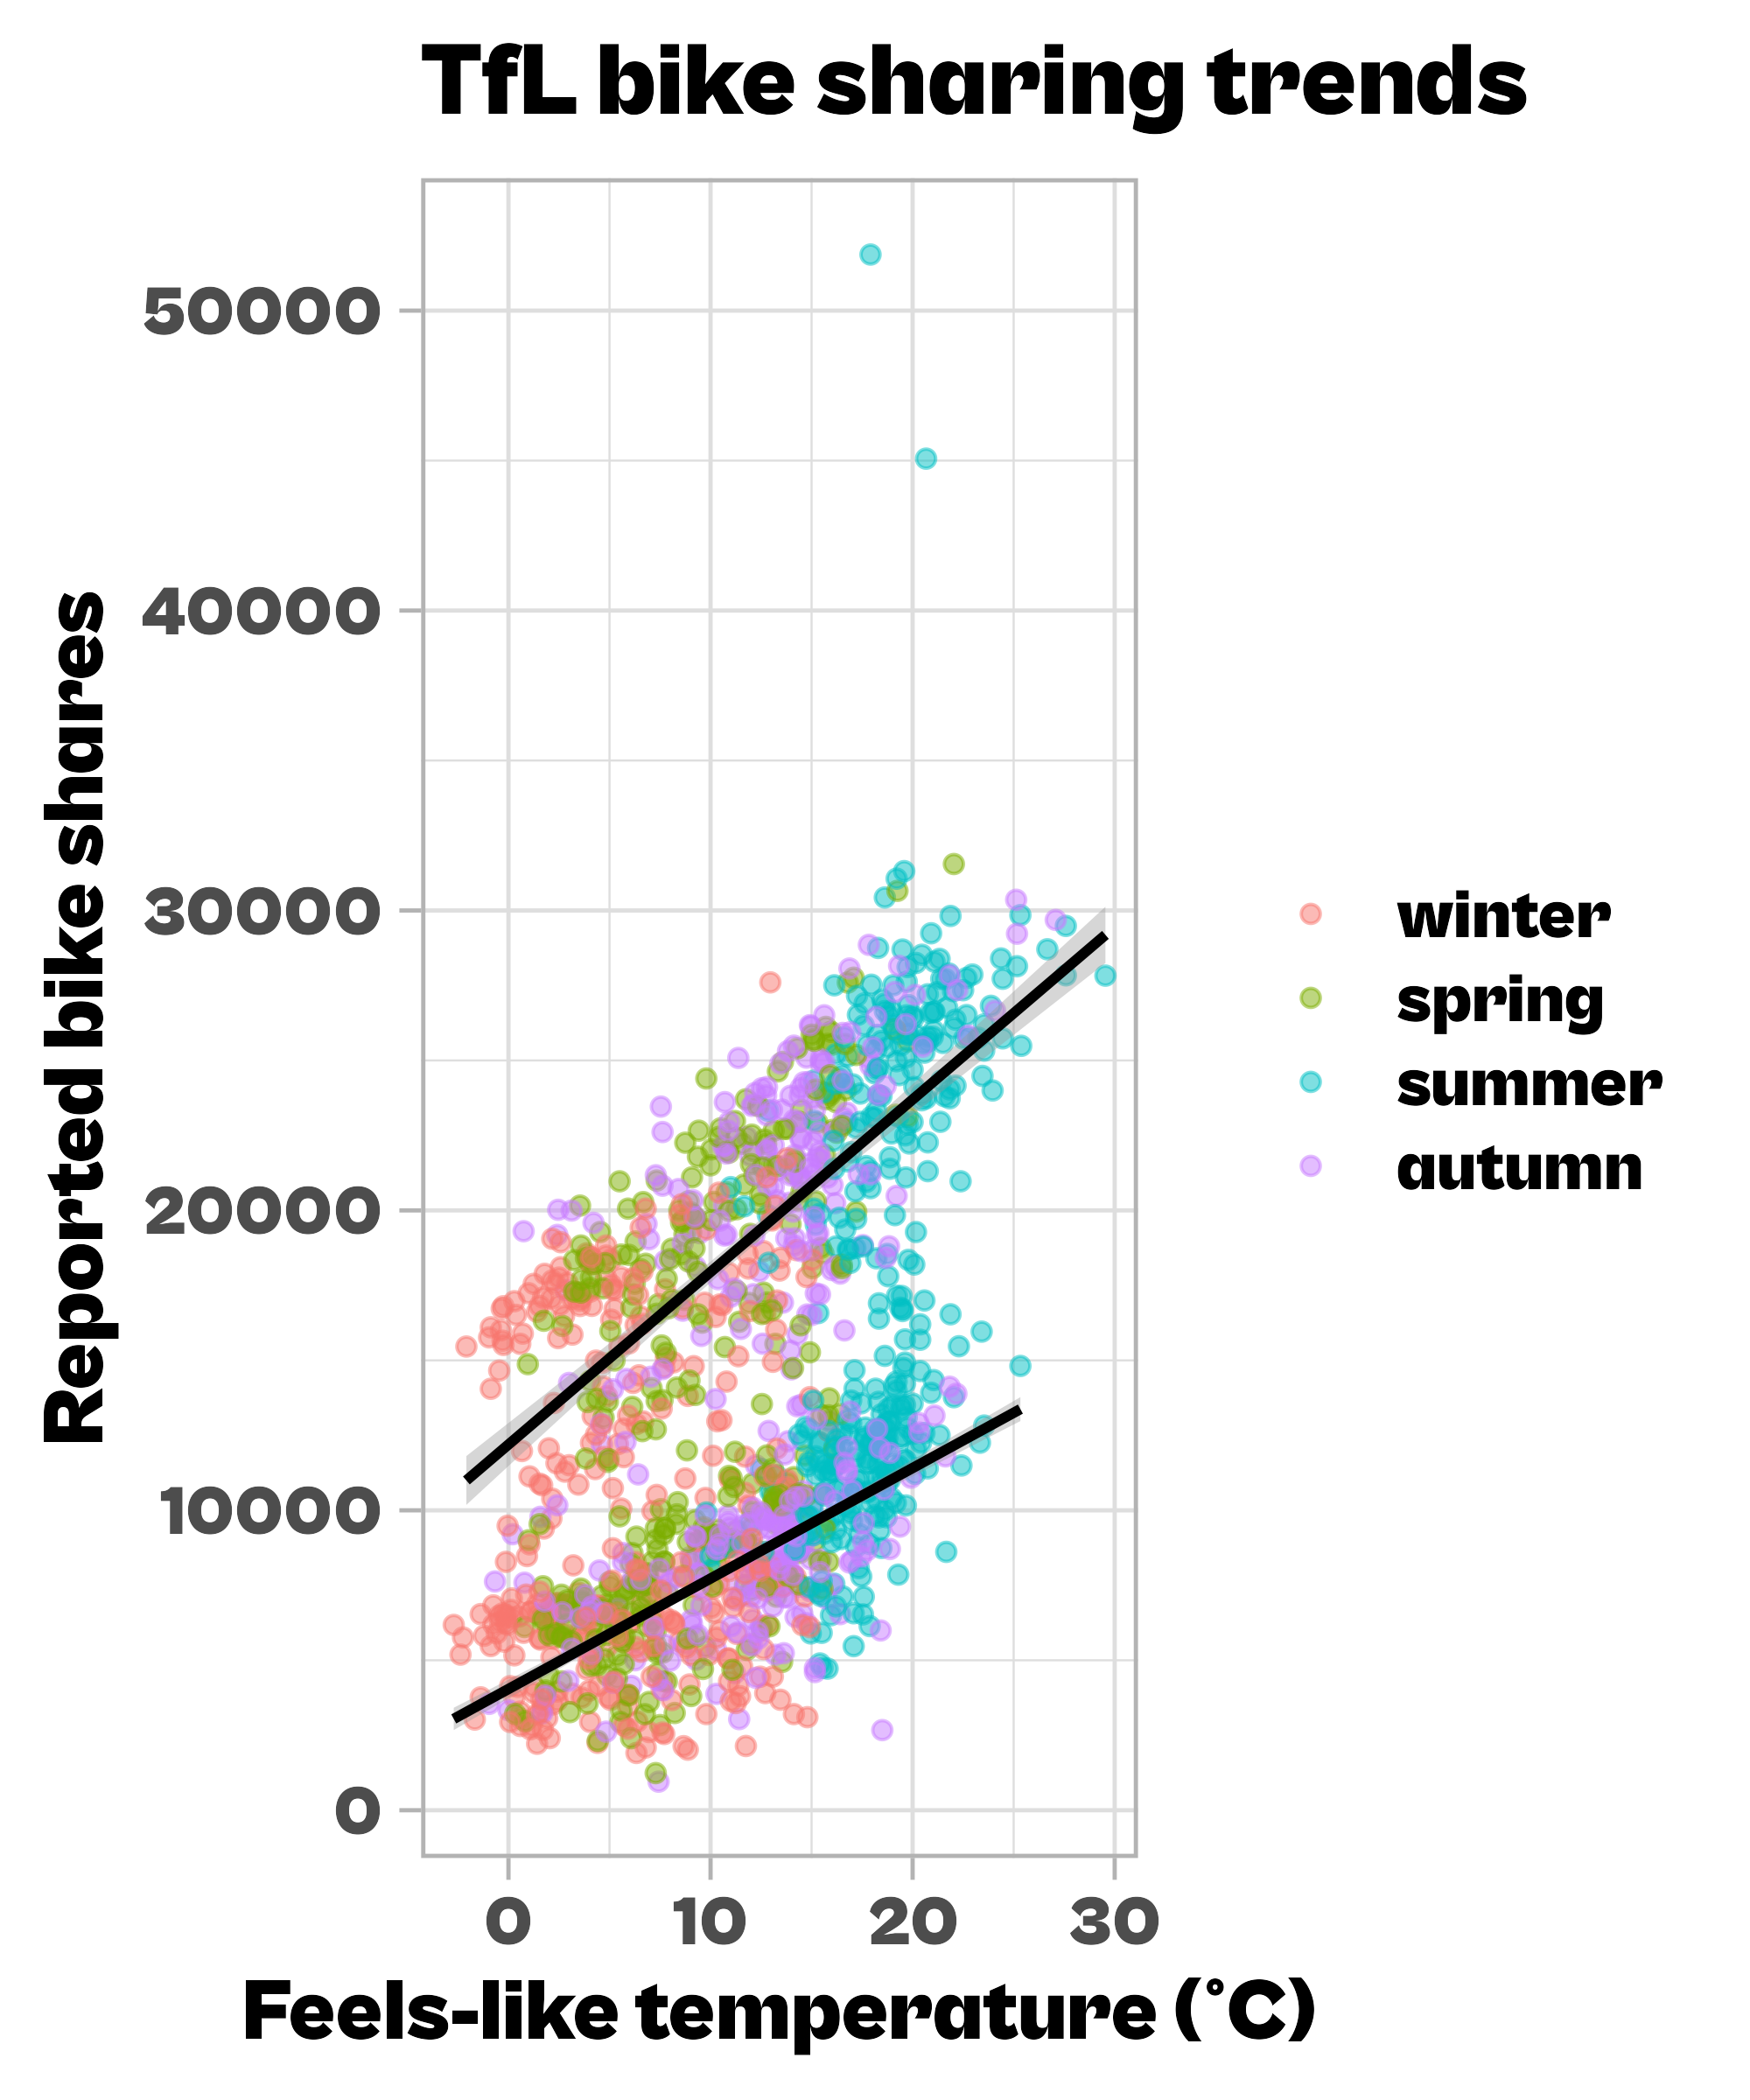 TfL bike sharing trends
Reported bike shares
50000
40000
30000
20000
10000
0
0 10 20 30
Feels-like temperature (°C)
winter
spring
summer
autumn